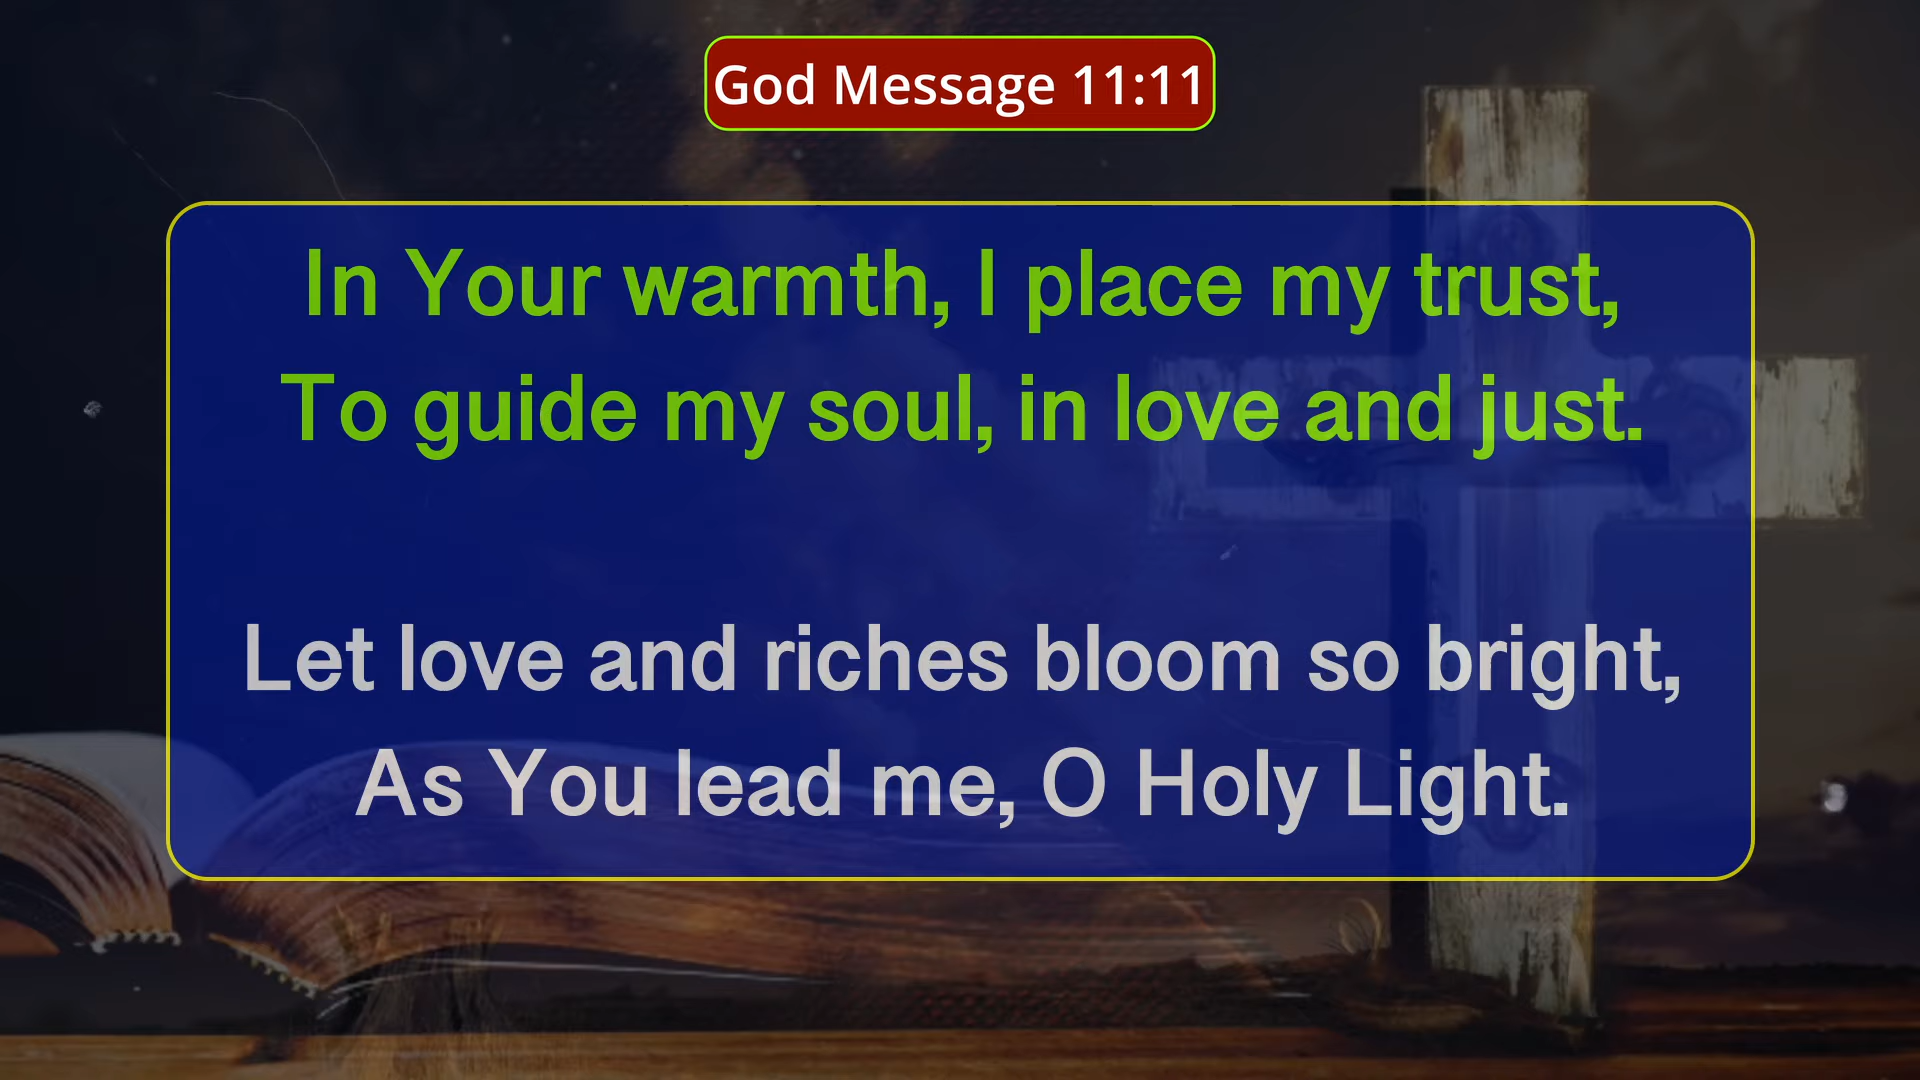 God Message 11:11
In Your warmth, I place my trust,
To guide my soul, in love and just.
Let love and riches bloom so bright,
As You lead me, O Holy Light.